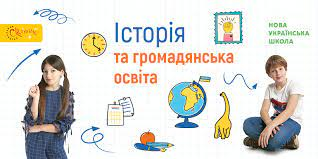 Історія
та громадянська
освіта
НОВА
УКРАЇНСЬКА
ШКОЛА